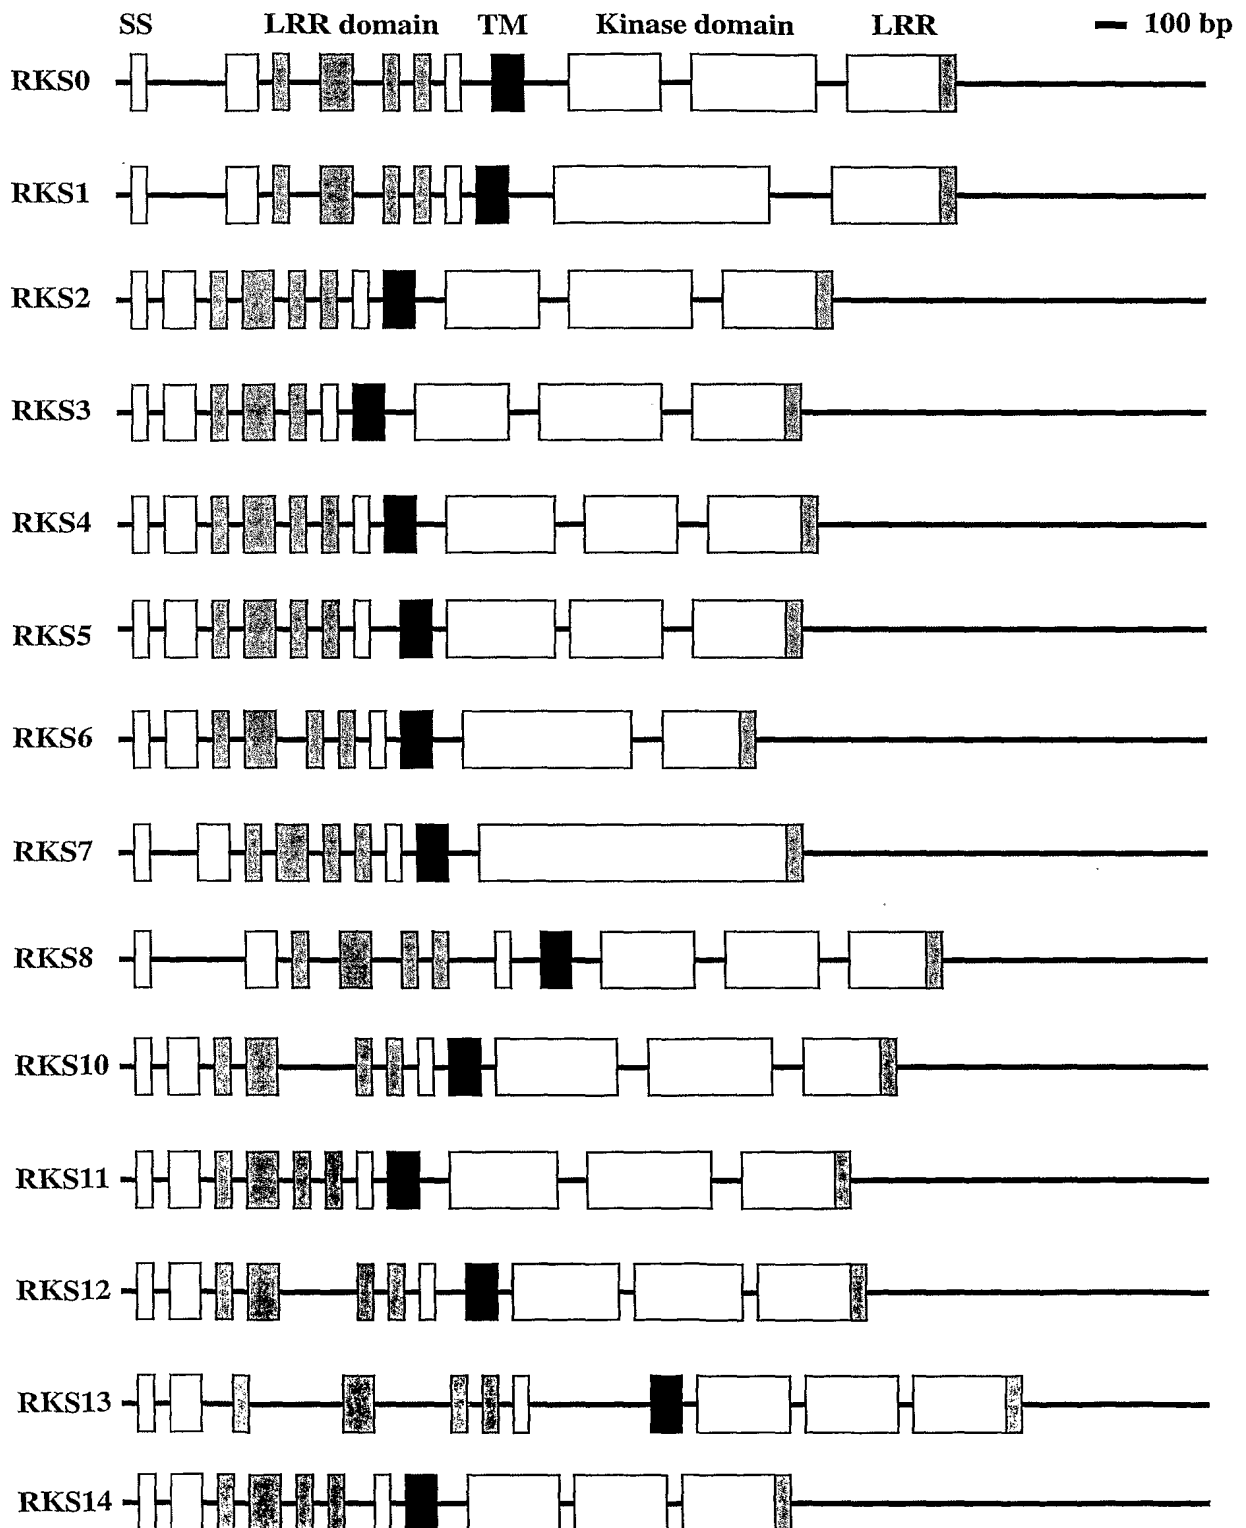 SS LRR domain TM Kinase domain LRR 100 bp
RKS0
RKS1
RKS2
RKS3
RKS4
RKS5
RKS6
RKS7
RKS8
RKS10
RKS11
RKS12
RKS13
RKS14